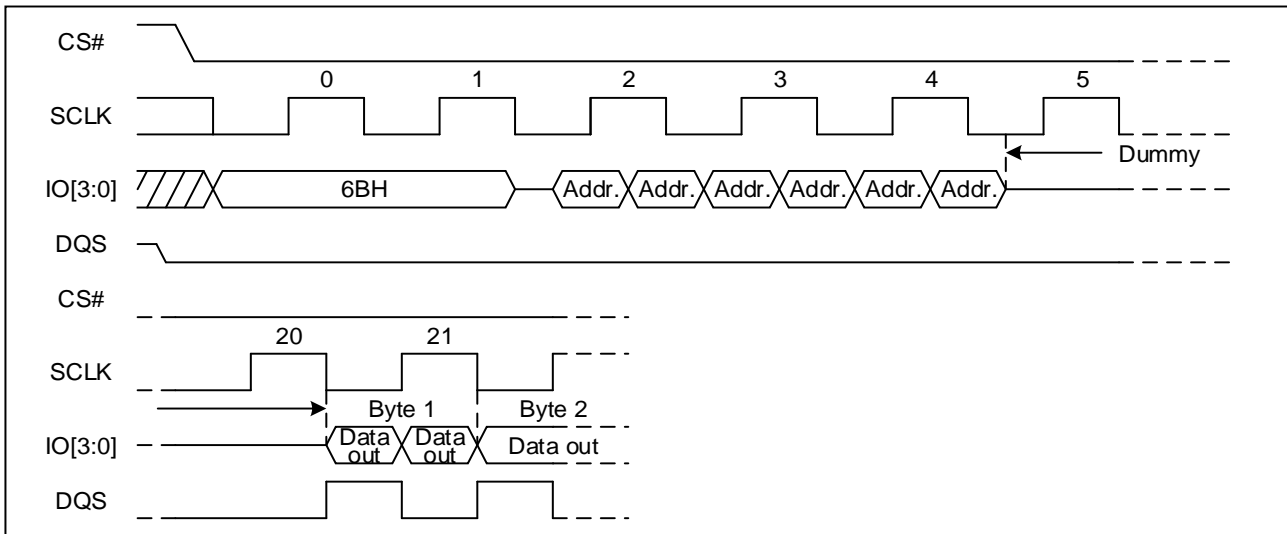 CS#
0 1 2 3 4 5
SCLK
Dummy
IO[3:0] 6BH Addr. Addr. Addr. Addr. Addr. Addr.
DQS
CS#
20 21
SCLK
Byte 1 Byte 2
IO[3:0] Data out Data out Data out
DQS